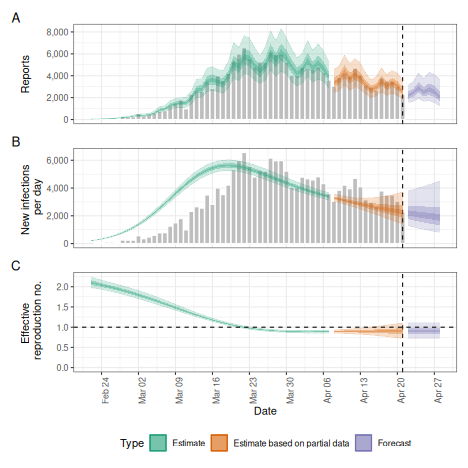 A
8,000
6,000
4,000
2,000
0
Reports
B
6,000
4,000
2,000
0
New infections
per day
C
2.0
1.5
1.0
0.5
0.0
Effective
reproduction no.
Feb 24
Mar 02
Mar 09
Mar 16
Mar 23
Mar 30
Apr 06
Apr 13
Apr 20
Apr 27
Date
Type Estimate Estimate based on partial data Forecast